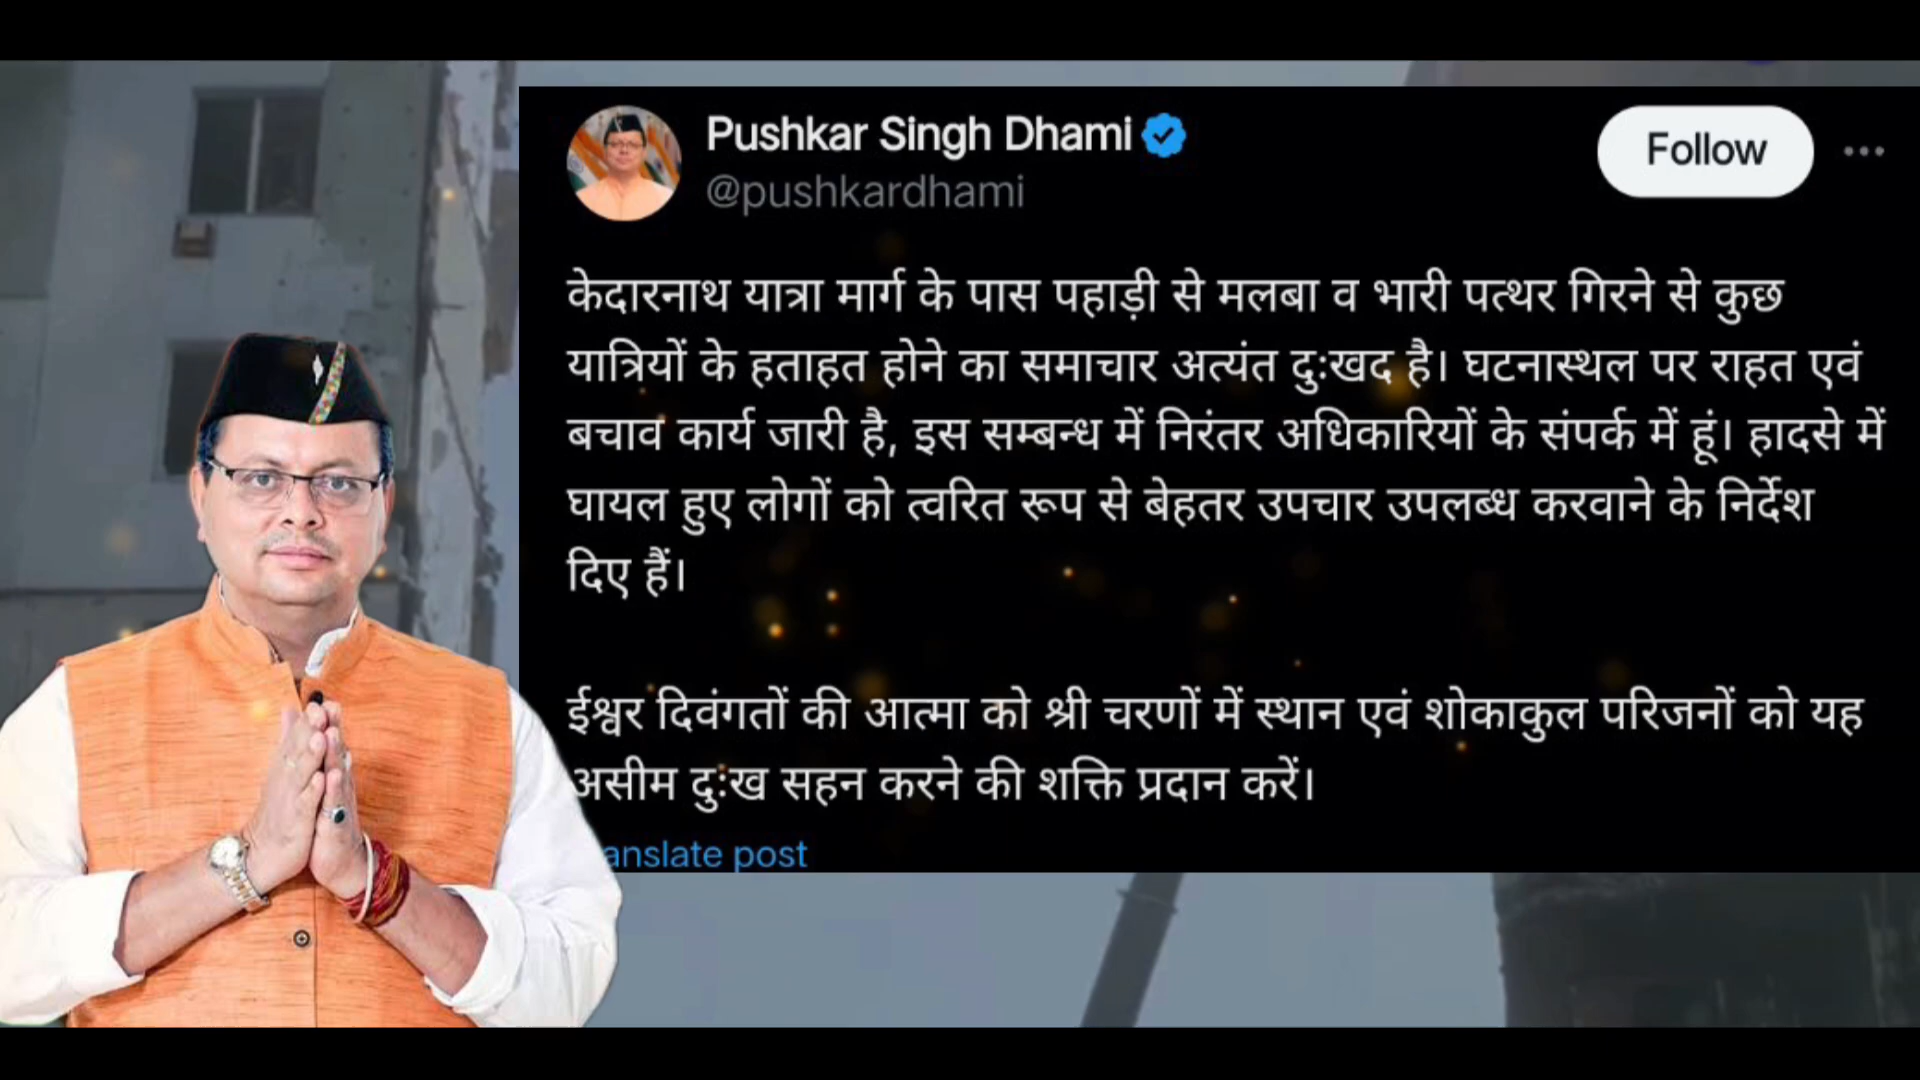 Pushkar Singh Dhami
@pushkardhami
Follow
केदारनाथ यात्रा मार्ग के पास पहाड़ी से मलबा व भारी पत्थर गिरने से कुछ
यात्रियों के हताहत होने का समाचार अत्यंत दुःखद है। घटनास्थल पर राहत एवं
बचाव कार्य जारी है, इस सम्बन्ध में निरंतर अधिकारियों के संपर्क में हूं। हादसे में
घायल हुए लोगों को त्वरित रूप से बेहतर उपचार उपलब्ध करवाने के निर्देश
दिए हैं।
ईश्वर दिवंगतों की आत्मा को श्री चरणों में स्थान एवं शोकाकुल परिजनों को यह
असीम दुःख सहन करने की शक्ति प्रदान करें।
anslate post